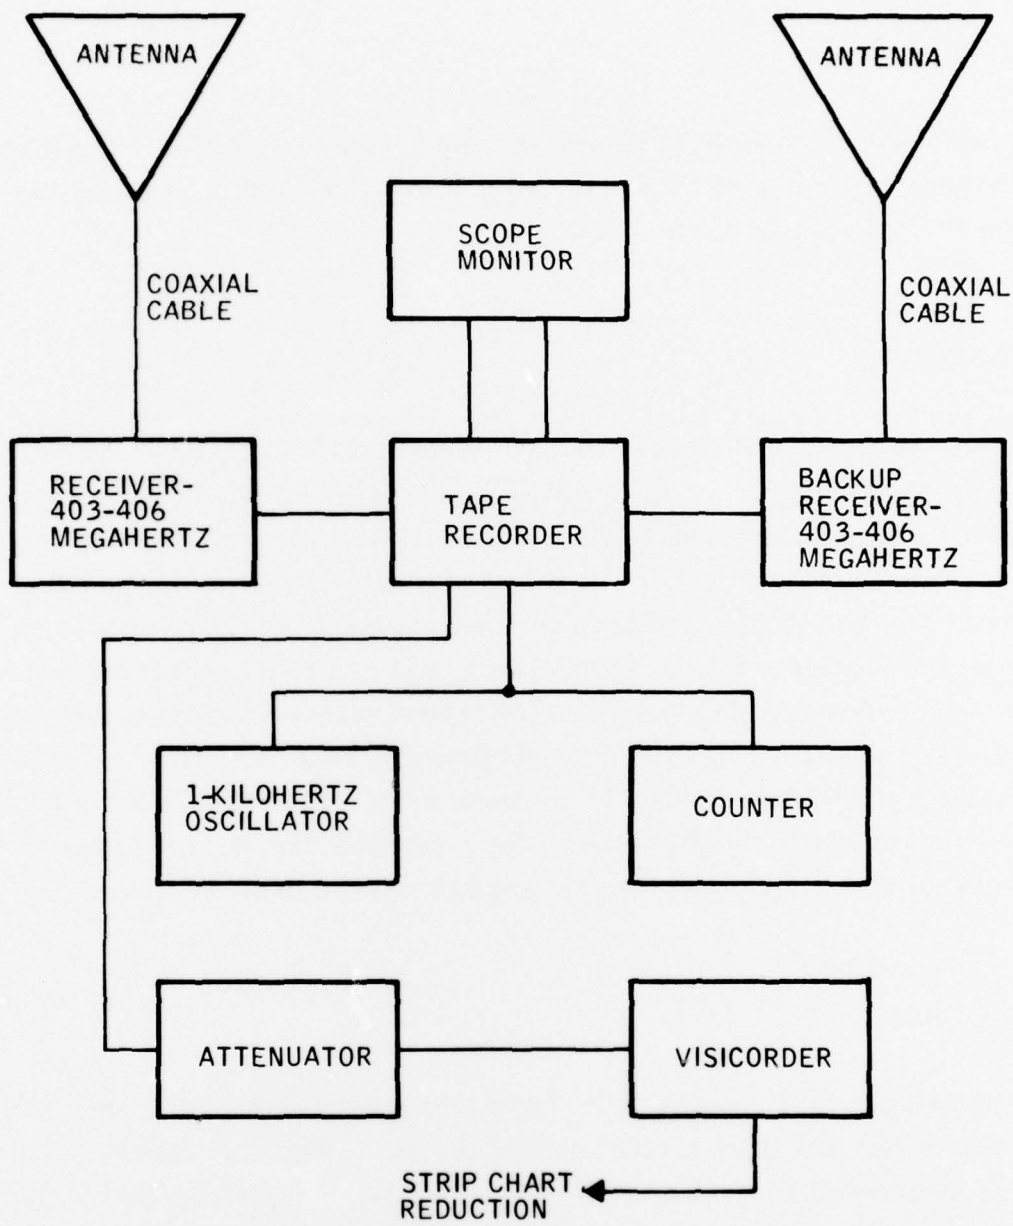 ANTENNA
ANTENNA
SCOPE
MONITOR
COAXIAL
CABLE
COAXIAL
CABLE
RECEIVER-
403-406
MEGAHERTZ
TAPE
RECORDER
BACKUP
RECEIVER-
403-406
MEGAHERTZ
1-KILOHERTZ
OSCILLATOR
COUNTER
ATTENUATOR
VISICORDER
STRIP CHART
REDUCTION